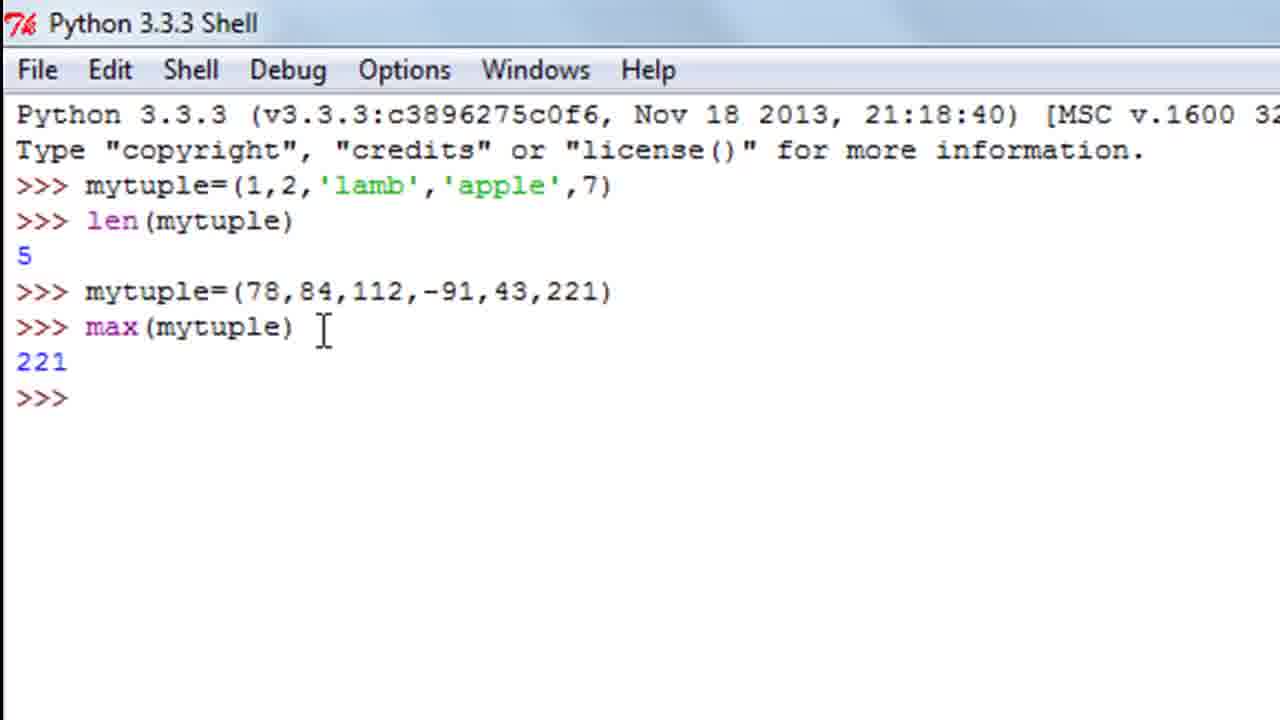 Python 3.3.3 Shell
File Edit Shell Debug Options Windows Help
Python 3.3.3 (v3.3.3:c3896275c0f6, Nov 18 2013, 21:18:40) [MSC v.1600 32
Type "copyright", "credits" or "license()" for more information.
>>> mytuple=(1,2,'lamb','apple',7)
>>> len(mytuple)
5
>>> mytuple=(78,84,112,-91,43,221)
>>> max(mytuple)
221
>>>